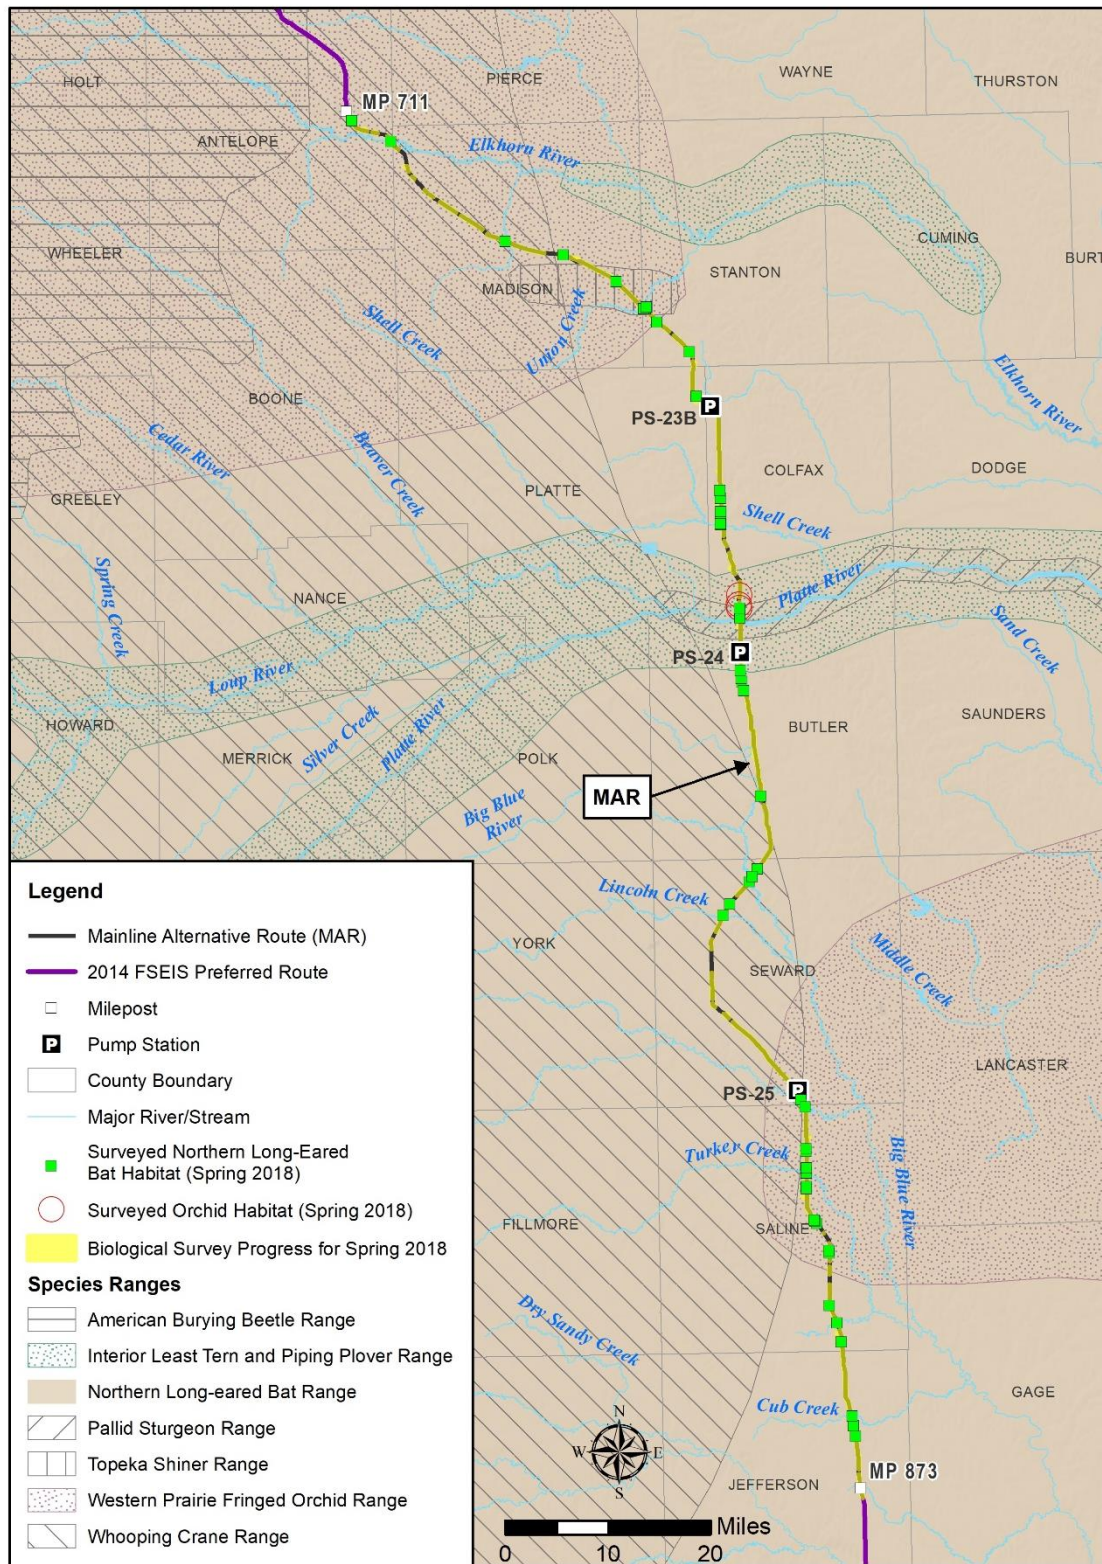 HOLT
PIERCE
WAYNE
THURSTON
MP 711
ANTELOPE
Elkhorn River
WHEELER
CUMING
BURT
STANTON
MADISON
Shell Creek
Union Creek
Elkhorn River
BOONE
PS-23B
P
Cedar River
Beaver Creek
COLFAX
DODGE
GREELEY
PLATTE
Shell Creek
Spring Creek
NANCE
Platte River
Sand Creek
PS-24
P
Loup River
HOWARD
MERRICK
Silver Creek
Platte River
POLK
BUTLER
SAUNDERS
MAR
Big Blue
River
Lincoln Creek
YORK
SEWARD
Middle Creek
LANCASTER
PS-25
P
Turkey Creek
Big Blue River
FILLMORE
SALINE
Dry Sandy Creek
GAGE
Cub Creek
JEFFERSON
MP 873
N
W
E
S
Miles
0
10
20
Legend
Mainline Alternative Route (MAR)
2014 FSEIS Preferred Route
Milepost
P Pump Station
County Boundary
Major River/Stream
Surveyed Northern Long-Eared
Bat Habitat (Spring 2018)
Surveyed Orchid Habitat (Spring 2018)
Biological Survey Progress for Spring 2018
Species Ranges
American Burying Beetle Range
Interior Least Tern and Piping Plover Range
Northern Long-eared Bat Range
Pallid Sturgeon Range
Topeka Shiner Range
Western Prairie Fringed Orchid Range
Whooping Crane Range